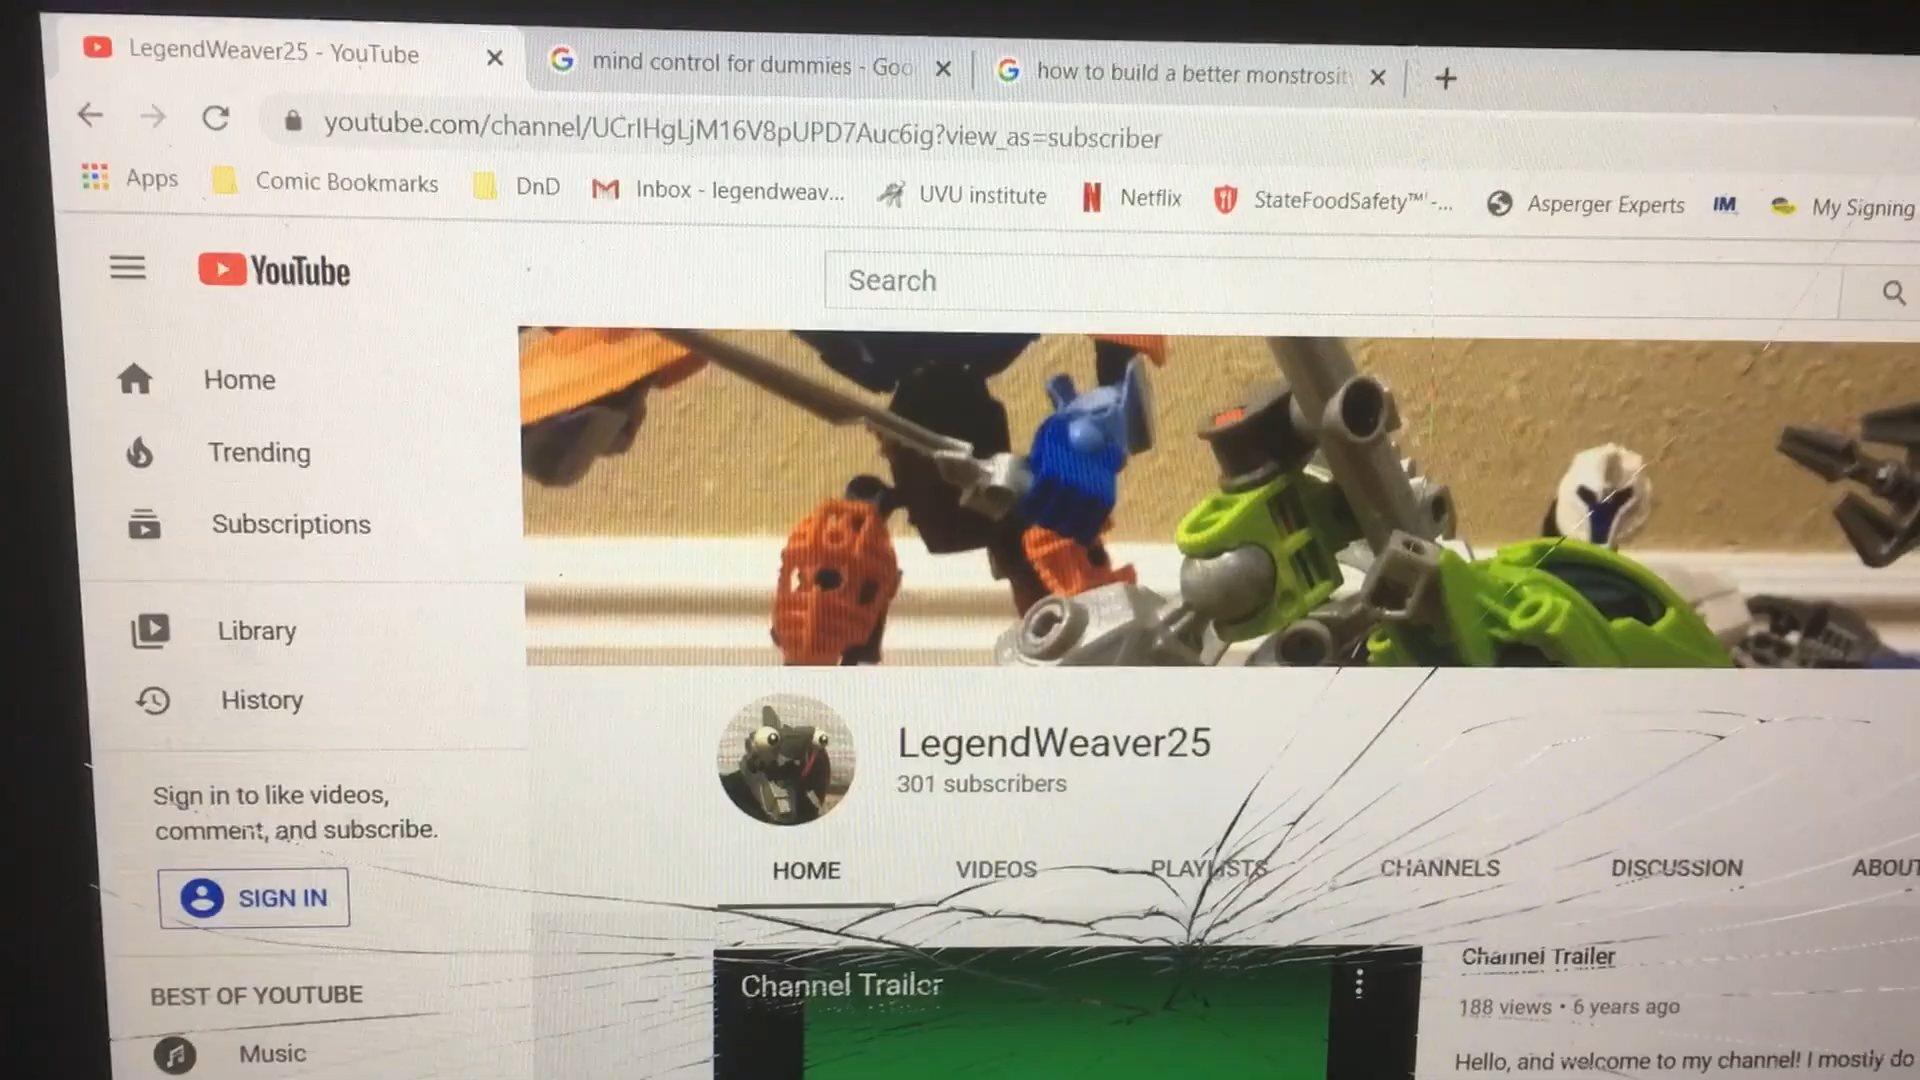 LegendWeaver25 - YouTube
mind control for dummies - Goo
how to build a better monstrosit
youtube.com/channel/UCrIHgLjM16V8pUPD7Auc6ig?view_as=subscriber
Apps
Comic Bookmarks
DnD
Inbox - legendweav...
UVU institute
Netflix
StateFoodSafety™'-...
Asperger Experts
IM
My Signing
YouTube
Search
Home
Trending
Subscriptions
Library
History
Sign in to like videos,
comment, and subscribe.
SIGN IN
BEST OF YOUTUBE
Music
LegendWeaver25
301 subscribers
HOME VIDEOS PLAYLISTS CHANNELS DISCUSSION ABOUT
Channel Trailer
Channel Trailer
188 views • 6 years ago
Hello, and welcome to my channel! I mostly do